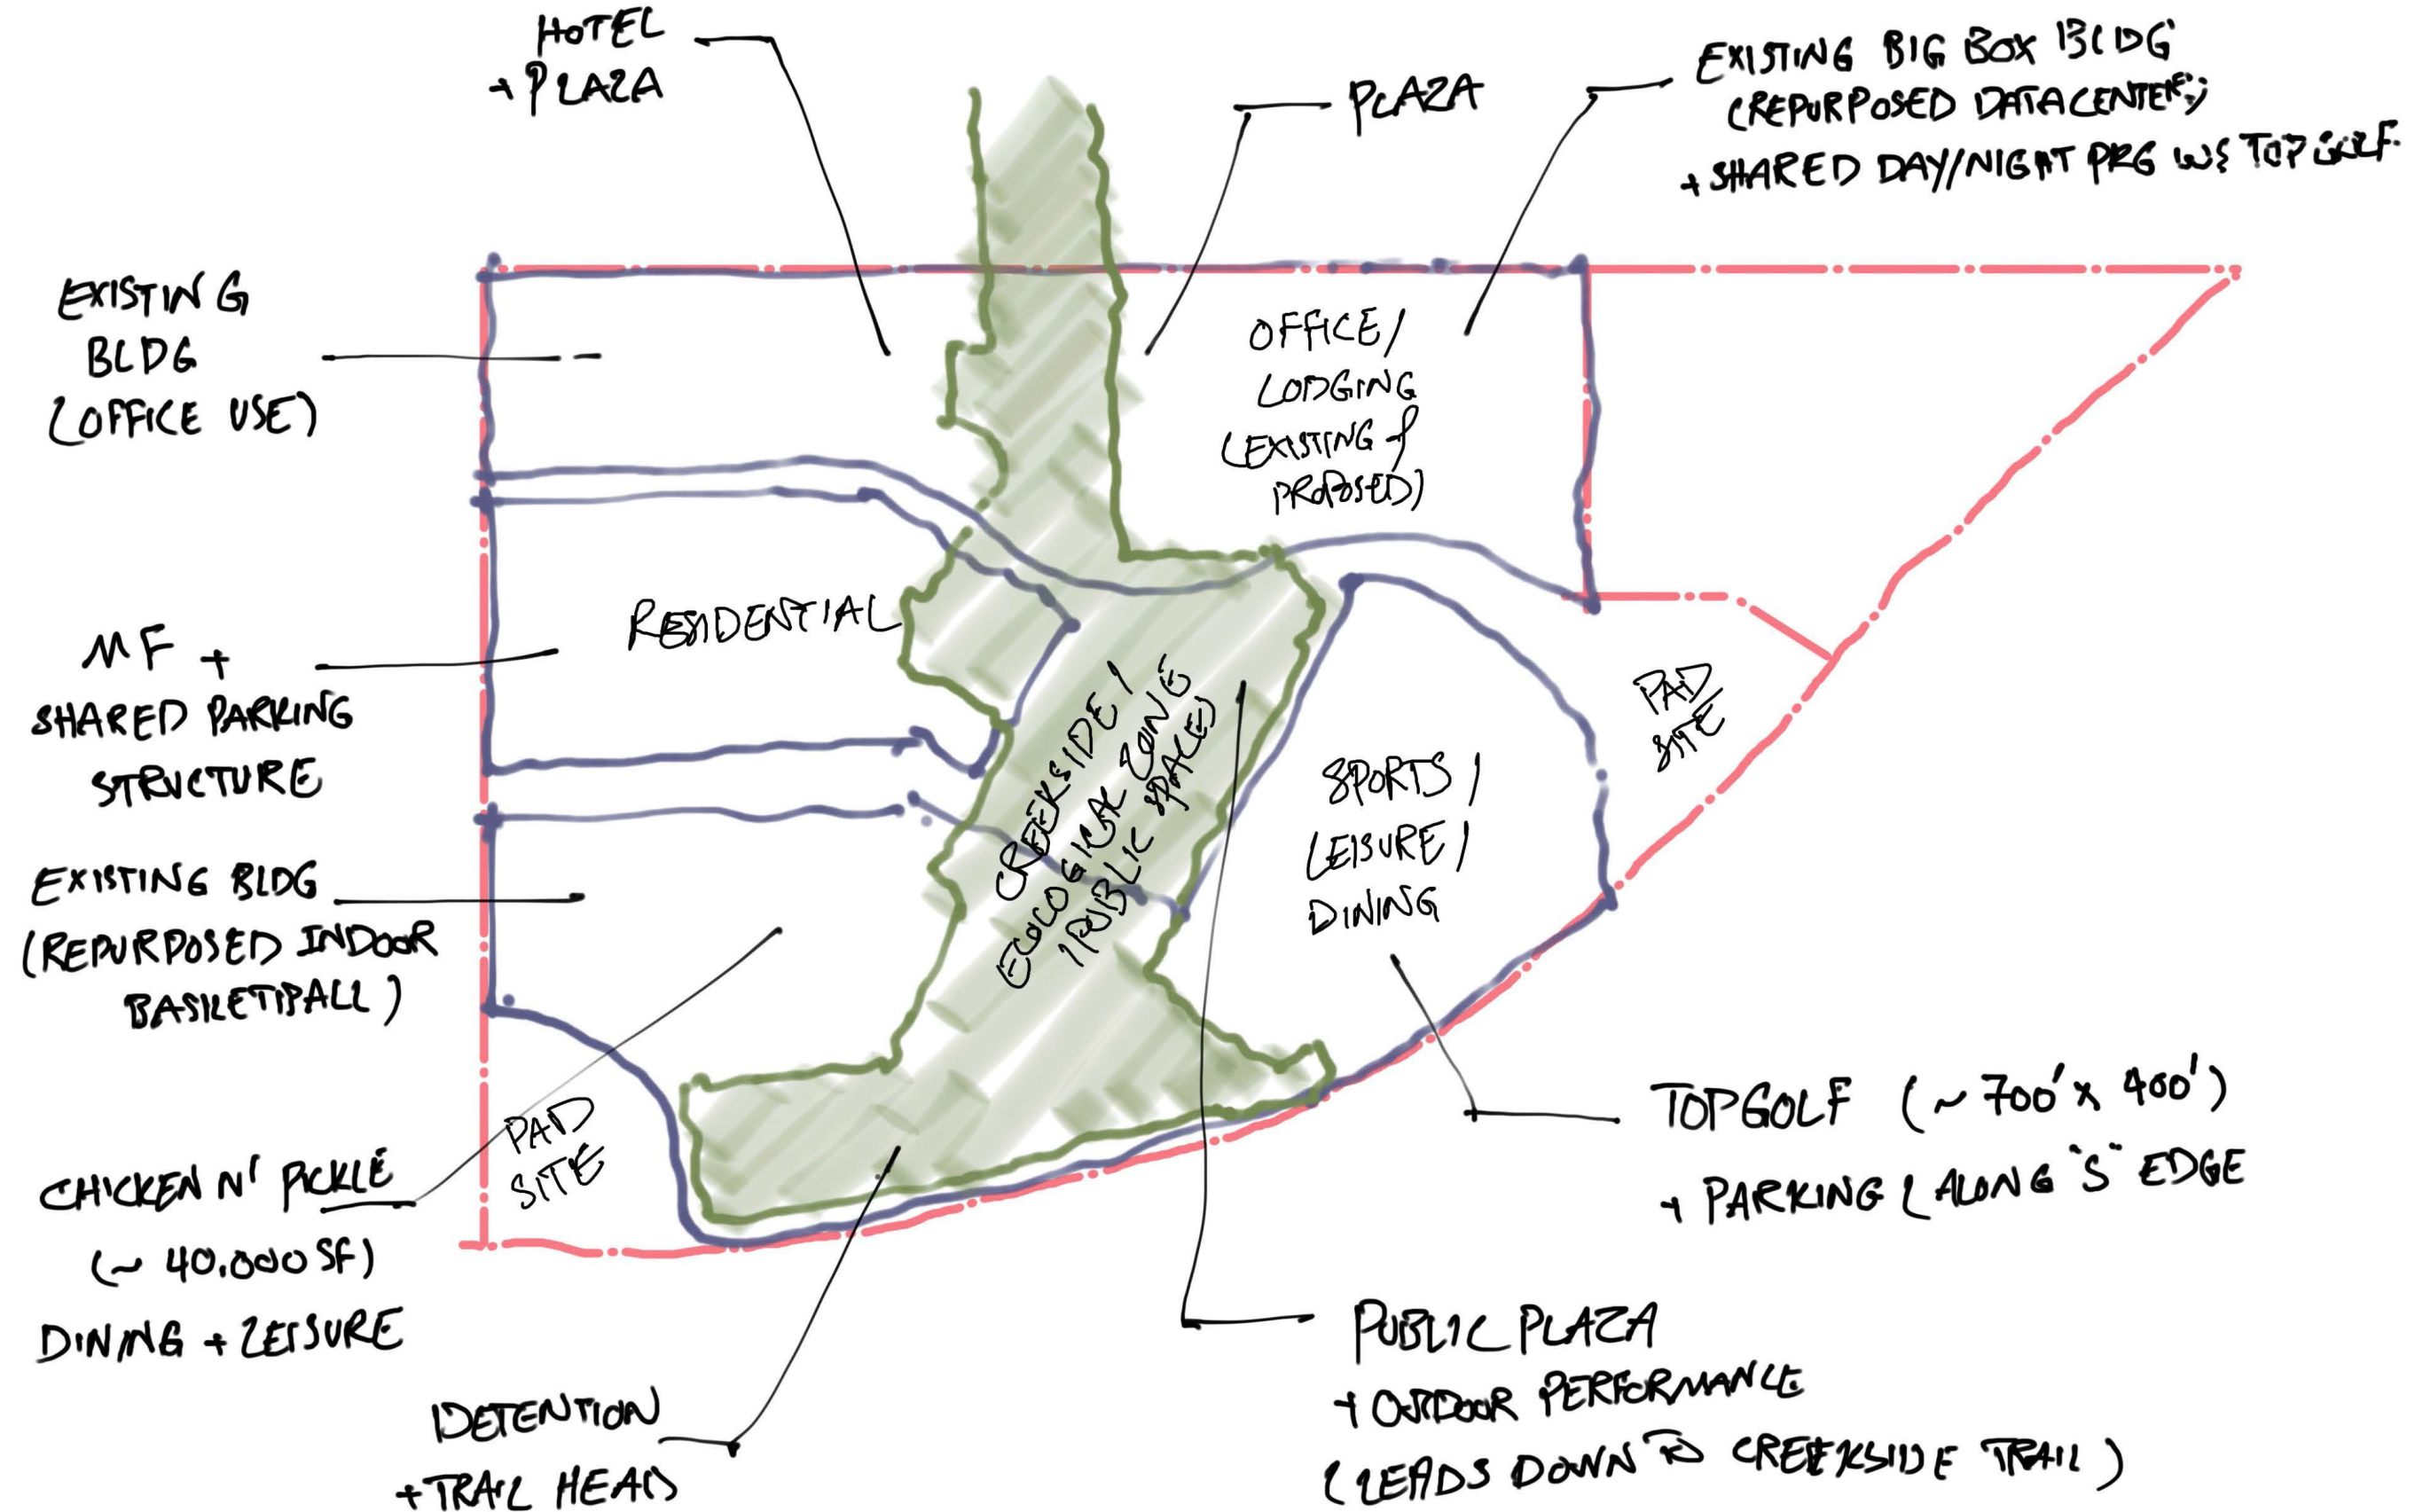 HOTEL
+ PLAZA
PLAZA
EXISTING BIG BOX BLDG
(REPURPOSED DATACENTER)
+ SHARED DAY/NIGHT PRG W/ TOP GOLF.
EXISTING
BLDG
(OFFICE USE)
OFFICE/
LODGING
(EXISTING &
PROPOSED)
MF +
SHARED PARKING
STRUCTURE
RESIDENTIAL
CREEKSIDE/
ECOLOGICAL ZONE
(PUBLIC SPACE)
PAD
SITE
SPORTS/
LEISURE/
DINING
EXISTING BLDG
(REPURPOSED INDOOR
BASKETBALL)
PAD
SITE
CHICKEN N' PICKLE
(~ 40,000 SF)
DINING + LEISURE
TOPGOLF (~ 700' x 400')
+ PARKING (ALONG "S" EDGE
DETENTION
+ TRAIL HEAD
PUBLIC PLAZA
+ OUTDOOR PERFORMANCE
(LEADS DOWN TO CREEKSIDE TRAIL)